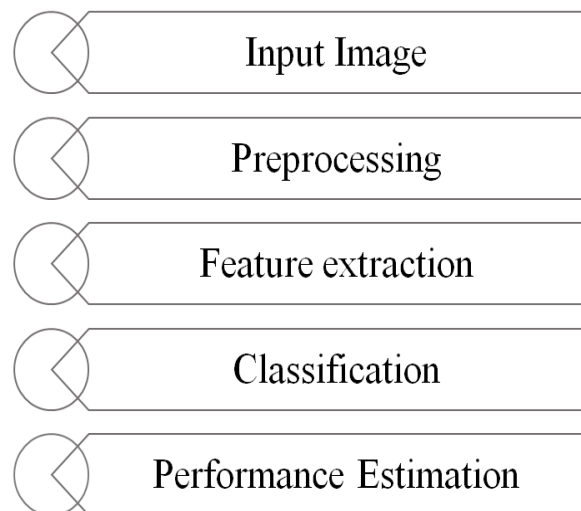 Input Image
Preprocessing
Feature extraction
Classification
Performance Estimation